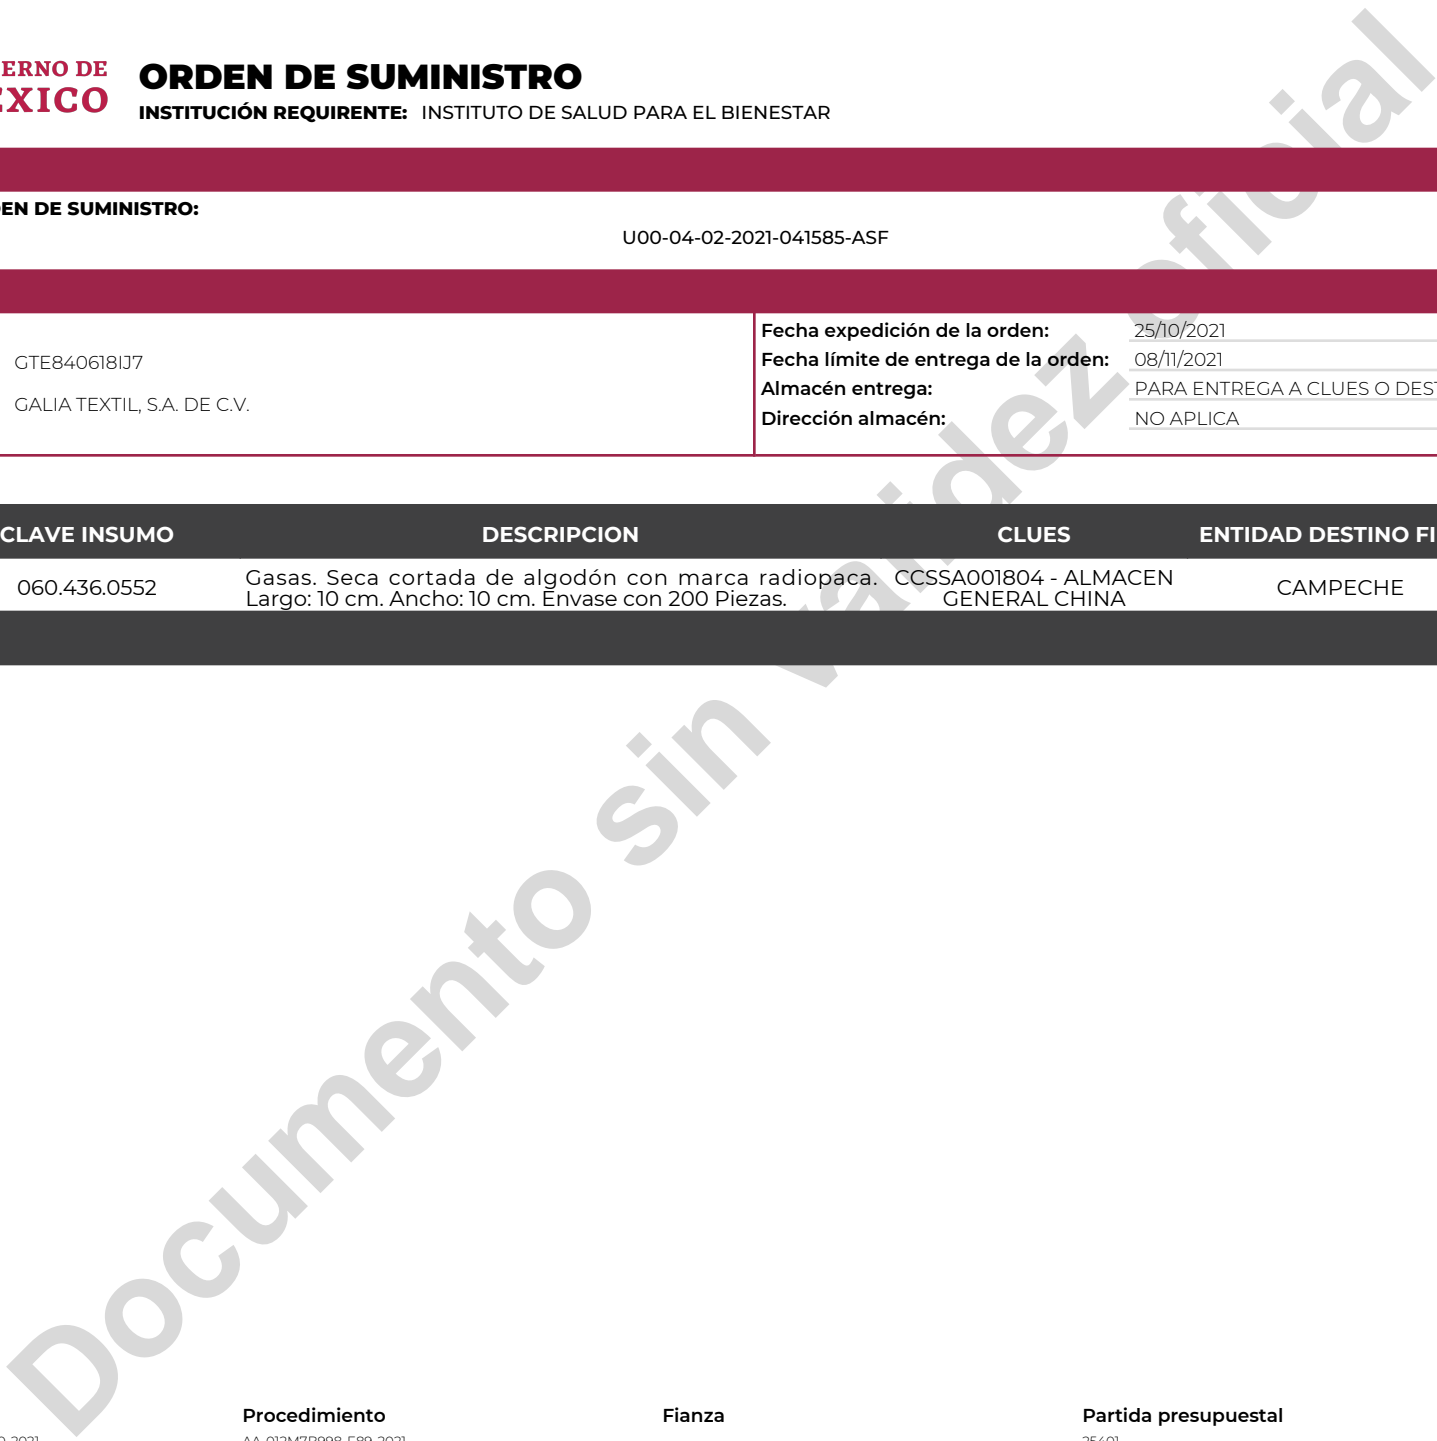 ERNO DE
EXICO
ORDEN DE SUMINISTRO
INSTITUCIÓN REQUIRENTE: INSTITUTO DE SALUD PARA EL BIENESTAR
EN DE SUMINISTRO:
U00-04-02-2021-041585-ASF
GTE840618IJ7
GALIA TEXTIL, S.A. DE C.V.
Fecha expedición de la orden: 25/10/2021
Fecha límite de entrega de la orden: 08/11/2021
Almacén entrega: PARA ENTREGA A CLUES O DEST
Dirección almacén: NO APLICA
CLAVE INSUMO DESCRIPCION CLUES ENTIDAD DESTINO FI
060.436.0552
Gasas. Seca cortada de algodón con marca radiopaca.
Largo: 10 cm. Ancho: 10 cm. Envase con 200 Piezas.
CCSSA001804 - ALMACEN
GENERAL CHINA
CAMPECHE
Documento sin validez oficial
Procedimiento Fianza Partida presupuestal